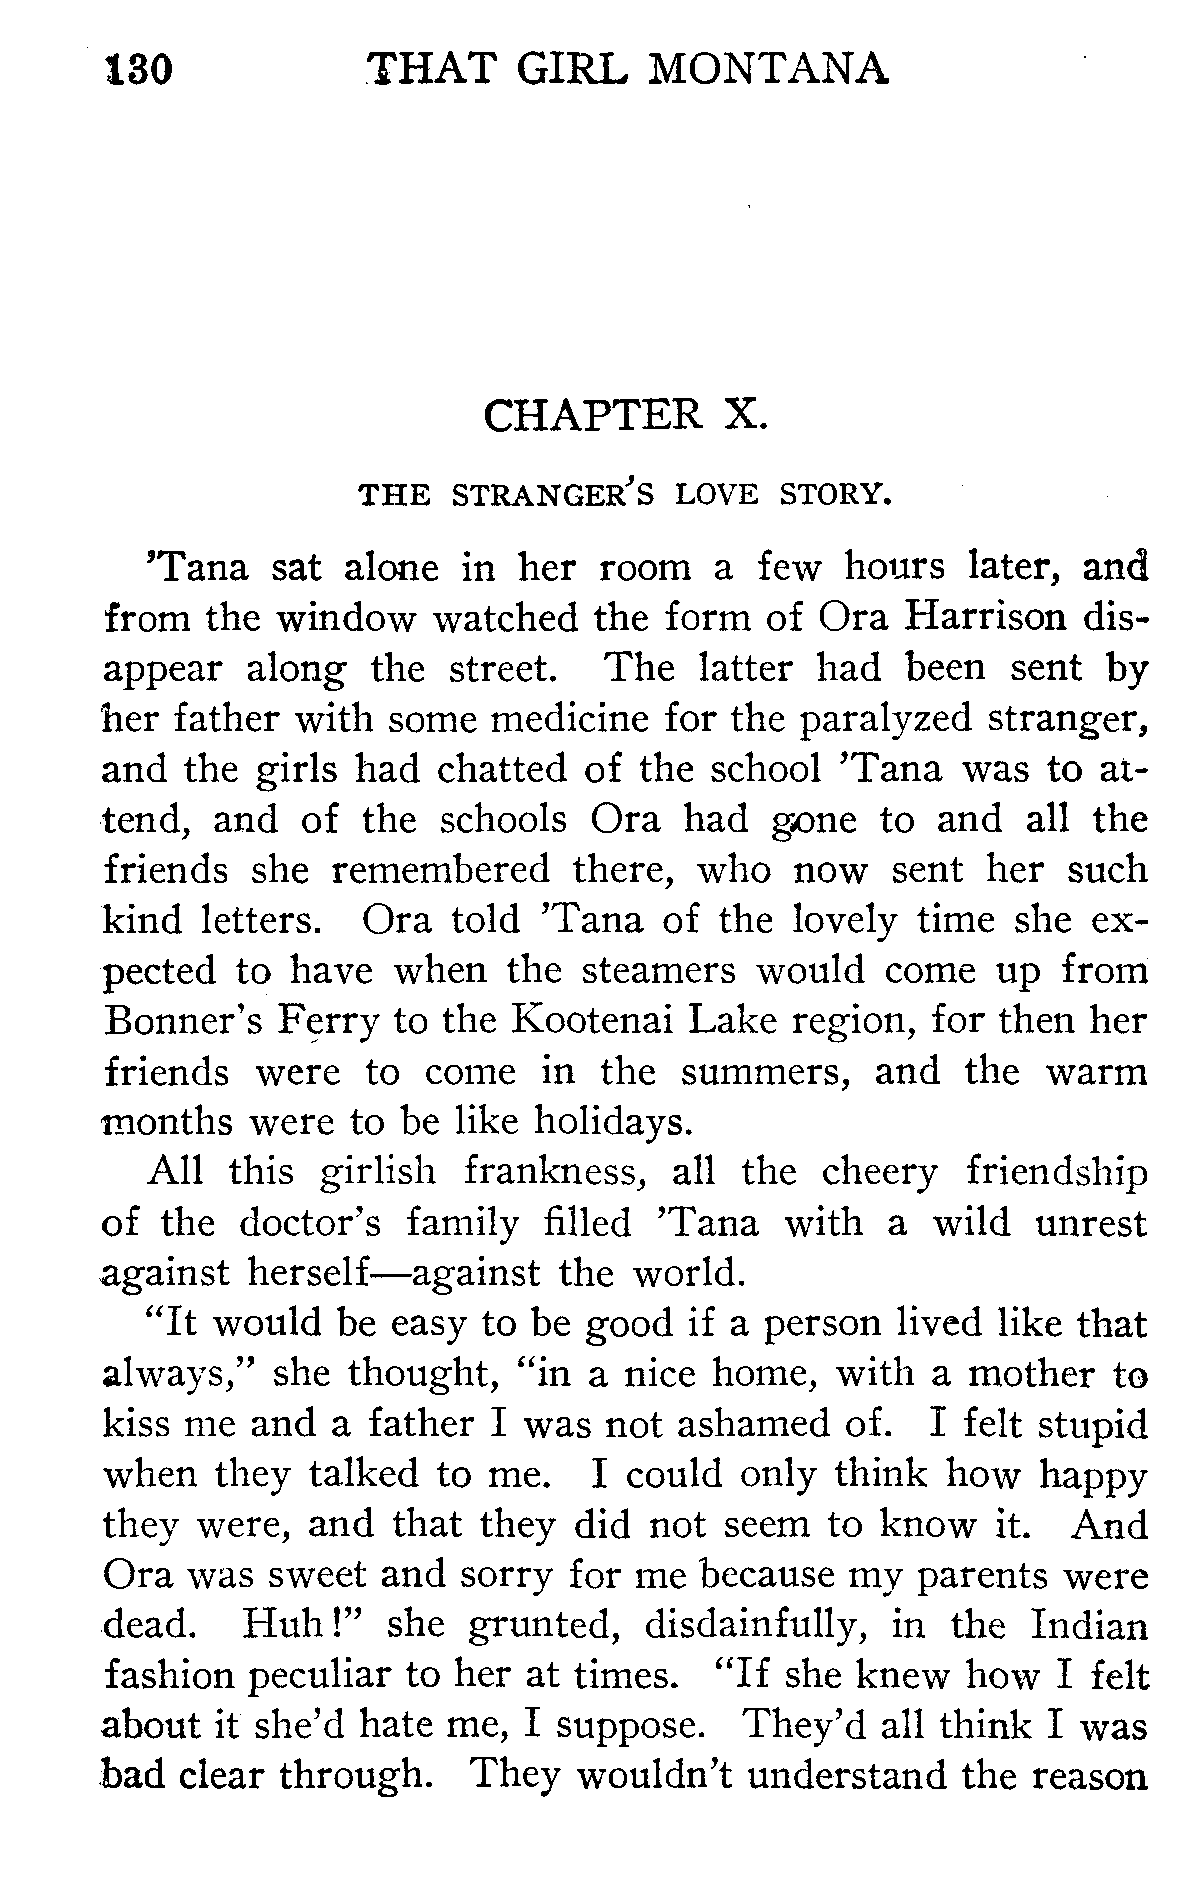 130 THAT GIRL MONTANA
CHAPTER X.
THE STRANGER'S LOVE STORY.
’Tana sat alone in her room a few hours later, and
from the window watched the form of Ora Harrison dis-
appear along the street. The latter had been sent by
her father with some medicine for the paralyzed stranger,
and the girls had chatted of the school ’Tana was to at-
tend, and of the schools Ora had gone to and all the
friends she remembered there, who now sent her such
kind letters. Ora told ’Tana of the lovely time she ex-
pected to have when the steamers would come up from
Bonner's Ferry to the Kootenai Lake region, for then her
friends were to come in the summers, and the warm
months were to be like holidays.
All this girlish frankness, all the cheery friendship
of the doctor's family filled ’Tana with a wild unrest
against herself—against the world.
“It would be easy to be good if a person lived like that
always,” she thought, “in a nice home, with a mother to
kiss me and a father I was not ashamed of. I felt stupid
when they talked to me. I could only think how happy
they were, and that they did not seem to know it. And
Ora was sweet and sorry for me because my parents were
dead. Huh!” she grunted, disdainfully, in the Indian
fashion peculiar to her at times. “If she knew how I felt
about it she’d hate me, I suppose. They’d all think I was
bad clear through. They wouldn’t understand the reason